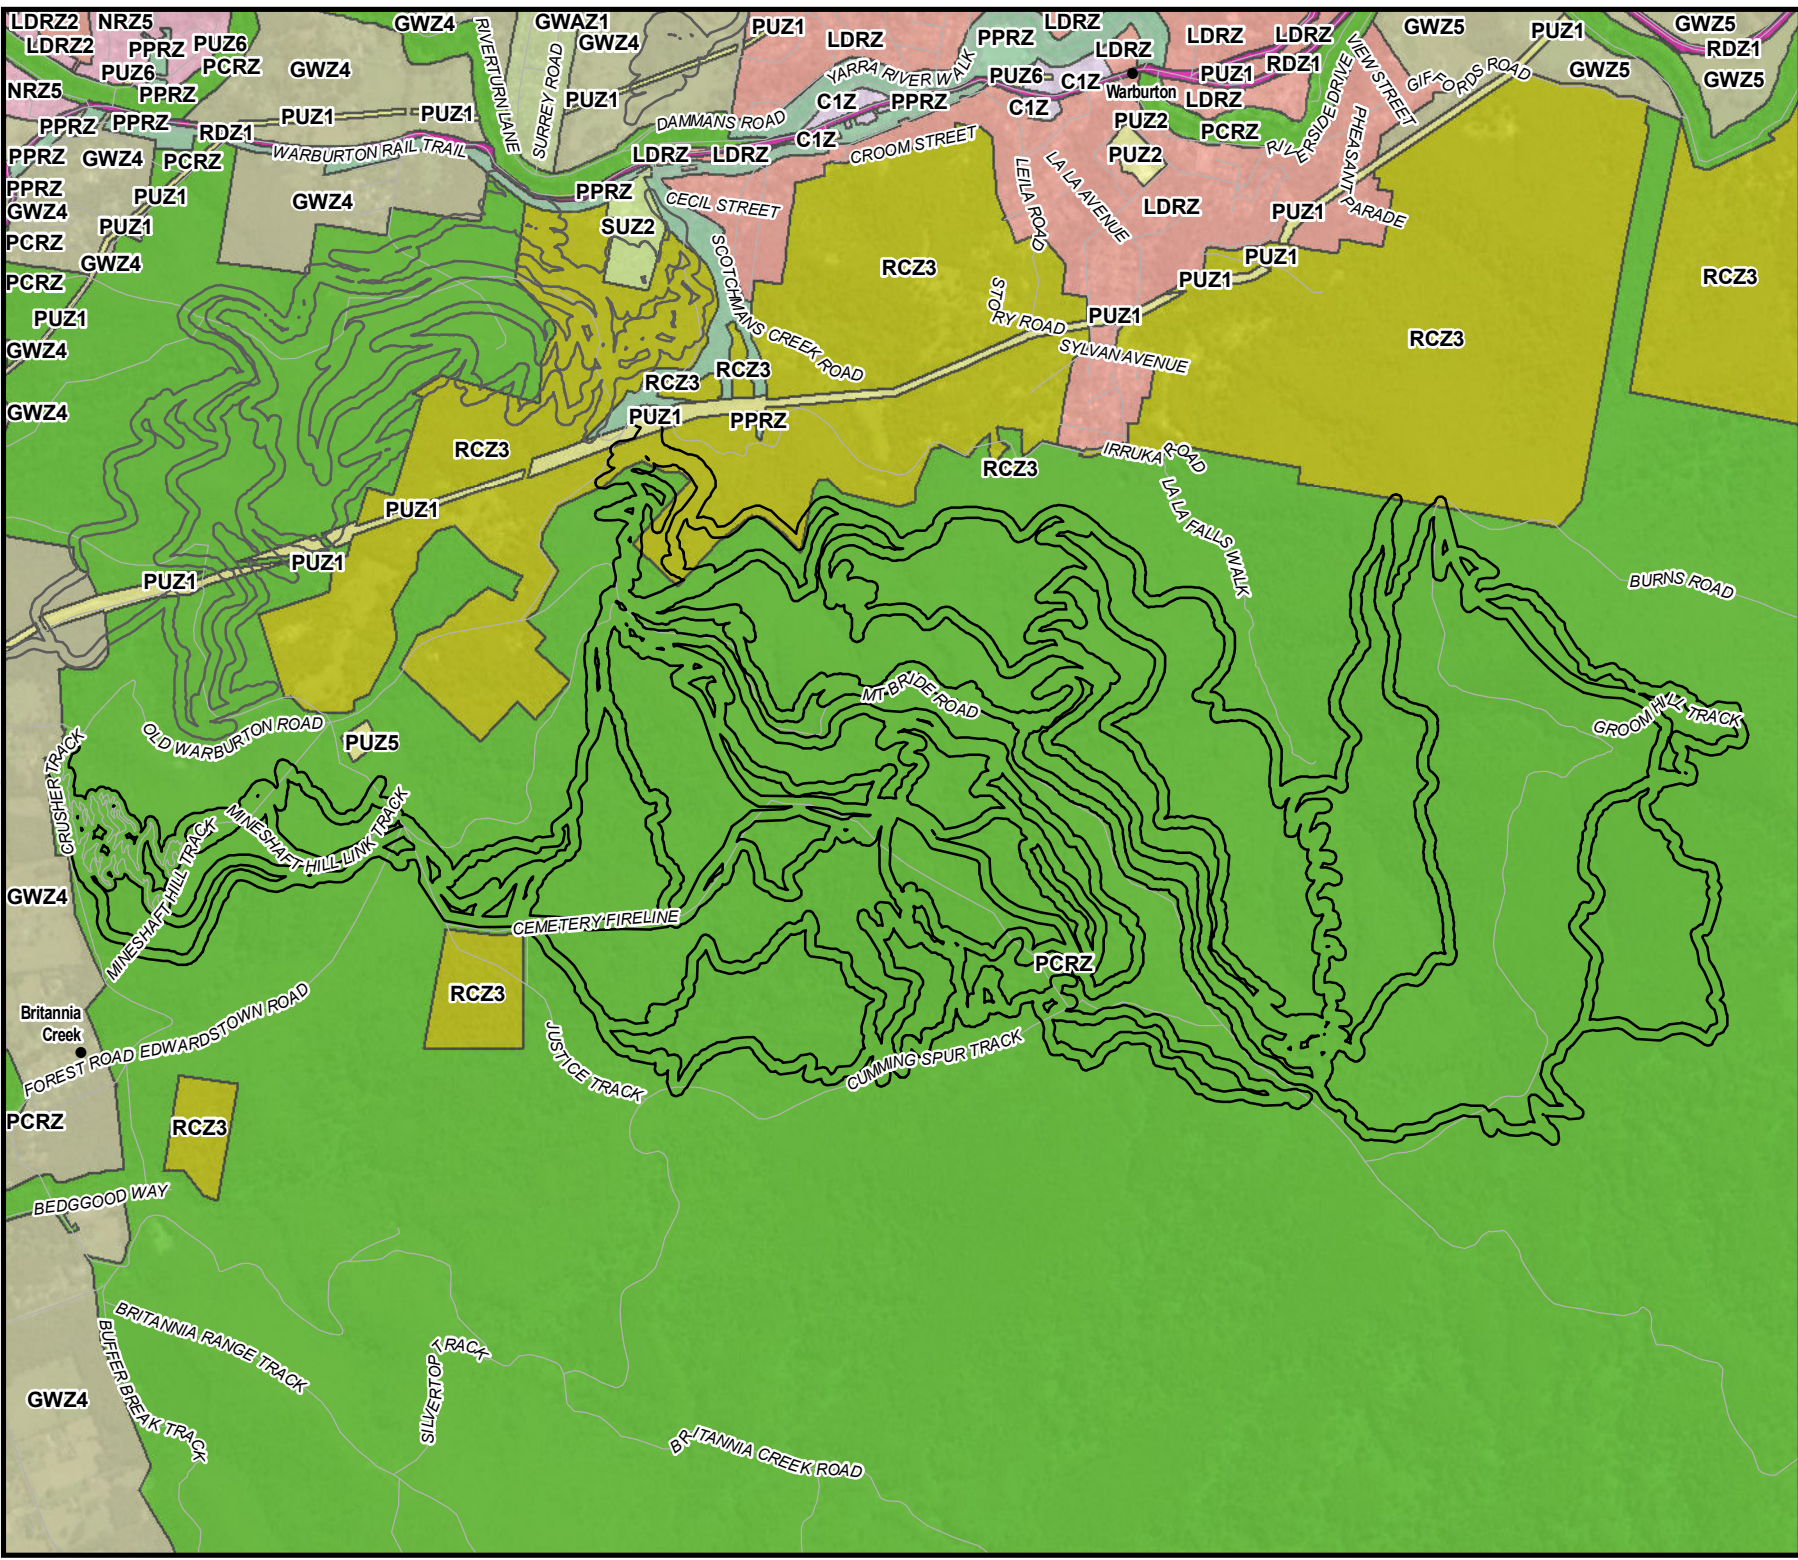 LDRZ2
NRZ5
GWZ4
RIVERTURN LANE
GWAZ1
PUZ1
LDRZ
LDRZ
LDRZ
LDRZ
GWZ5
PUZ1
GWZ5
LDRZ2
PPRZ
PUZ6
SURREY ROAD
GWZ4
PPRZ
LDRZ
VIEW STREET
RDZ1
PUZ6
PCRZ
GWZ4
YARRA RIVER WALK
PUZ6
C1Z
PUZ1
RDZ1
GIFFORDS ROAD
GWZ5
GWZ5
NRZ5
PPRZ
PUZ1
C1Z
PPRZ
C1Z
Warburton
LDRZ
RIVERSIDE DRIVE
PHEASANT PARADE
PPRZ
PPRZ
RDZ1
PUZ1
PUZ1
DAMMANS ROAD
C1Z
PUZ2
PCRZ
PPRZ
GWZ4
PCRZ
WARBURTON RAIL TRAIL
LDRZ
LDRZ
CROOM STREET
LEILA ROAD
LA LA AVENUE
PUZ2
PPRZ
PUZ1
GWZ4
PPRZ
CECIL STREET
LDRZ
PUZ1
GWZ4
PUZ1
SUZ2
PCRZ
GWZ4
SCOTCHMANS CREEK ROAD
RCZ3
PUZ1
RCZ3
PCRZ
PUZ1
STORY ROAD
PUZ1
PUZ1
RCZ3
GWZ4
SYLVAN AVENUE
RCZ3
RCZ3
GWZ4
PUZ1
PPRZ
RCZ3
RCZ3
IRRUKA ROAD
PUZ1
LA LA FALLS WALK
PUZ1
PUZ1
BURNS ROAD
MT BRIDE ROAD
OLD WARBURTON ROAD
PUZ5
GROOM HILL TRACK
CRUSHER TRACK
MINESHAFT HILL LINK TRACK
MINESHAFT HILL TRACK
GWZ4
CEMETERY FIRELINE
PCRZ
RCZ3
Britannia
Creek
FOREST ROAD EDWARDSTOWN ROAD
JUSTICE TRACK
CUMMING SPUR TRACK
PCRZ
RCZ3
BEDGGOOD WAY
BRITANNIA RANGE TRACK
BUFFER BREAK TRACK
SILVERTOP TRACK
GWZ4
BRITANNIA CREEK ROAD